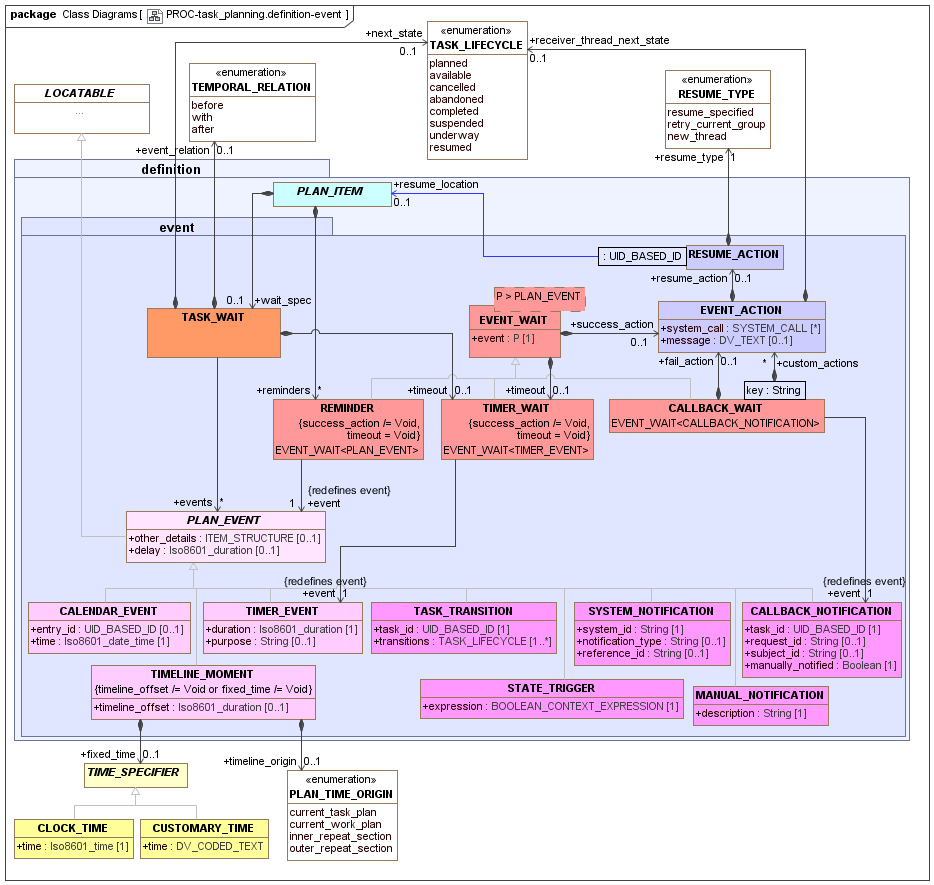 package Class Diagrams [ PROC-task_planning.definition-event ]
+next_state
0..1
«enumeration»
TASK_LIFECYCLE
planned
available
cancelled
abandoned
completed
suspended
underway
resumed
+receiver_thread_next_state
0..1
«enumeration»
TEMPORAL_RELATION
before
with
after
«enumeration»
RESUME_TYPE
resume_specified
retry_current_group
new_thread
LOCATABLE
...
+event_relation 0..1
+resume_type 1
definition
PLAN_ITEM
+resume_location
0..1
event
: UID_BASED_ID
RESUME_ACTION
+resume_action 0..1
0..1 +wait_spec
TASK_WAIT
P > PLAN_EVENT
EVENT_WAIT
+event : P [1]
+success_action
0..1
EVENT_ACTION
+system_call : SYSTEM_CALL [*]
+message : DV_TEXT [0..1]
+fail_action 0..1
* +custom_actions
key : String
+reminders *
+timeout 0..1
+timeout 0..1
REMINDER
{success_action /= Void,
timeout = Void}
EVENT_WAIT<PLAN_EVENT>
TIMER_WAIT
{success_action /= Void,
timeout = Void}
EVENT_WAIT<TIMER_EVENT>
CALLBACK_WAIT
EVENT_WAIT<CALLBACK_NOTIFICATION>
+events *
{redefines event}
1 +event
PLAN_EVENT
+other_details : ITEM_STRUCTURE [0..1]
+delay : Iso8601_duration [0..1]
{redefines event}
+event 1
{redefines event}
+event 1
CALENDAR_EVENT
+entry_id : UID_BASED_ID [0..1]
+time : Iso8601_date_time [1]
TIMER_EVENT
+duration : Iso8601_duration [1]
+purpose : String [0..1]
TASK_TRANSITION
+task_id : UID_BASED_ID [1]
+transitions : TASK_LIFECYCLE [1..*]
SYSTEM_NOTIFICATION
+system_id : String [1]
+notification_type : String [0..1]
+reference_id : String [0..1]
CALLBACK_NOTIFICATION
+task_id : UID_BASED_ID [1]
+request_id : String [0..1]
+subject_id : String [0..1]
+manually_notified : Boolean [1]
TIMELINE_MOMENT
{timeline_offset /= Void or fixed_time /= Void}
+timeline_offset : Iso8601_duration [0..1]
STATE_TRIGGER
+expression : BOOLEAN_CONTEXT_EXPRESSION [1]
MANUAL_NOTIFICATION
+description : String [1]
+fixed_time 0..1
+timeline_origin 0..1
TIME_SPECIFIER
«enumeration»
PLAN_TIME_ORIGIN
current_task_plan
current_work_plan
inner_repeat_section
outer_repeat_section
CLOCK_TIME
+time : Iso8601_time [1]
CUSTOMARY_TIME
+time : DV_CODED_TEXT